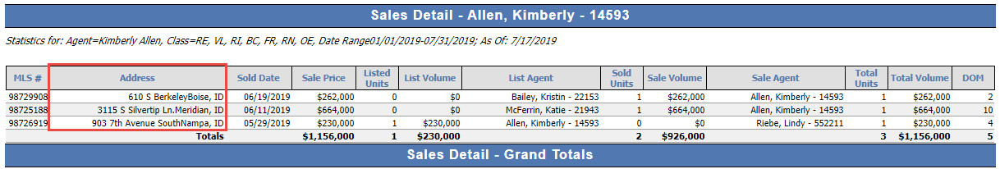 Sales Detail - Allen, Kimberly - 14593
Statistics for: Agent=Kimberly Allen, Class=RE, VL, RI, BC, FR, RN, OE, Date Range01/01/2019-07/31/2019; As Of: 7/17/2019
MLS # Address Sold Date Sale Price Listed Units List Volume List Agent Sold Units Sale Volume Sale Agent Total Units Total Volume DOM
98729908 610 S BerkeleyBoise, ID 06/19/2019 $262,000 0 $0 Bailey, Kristin - 22153 1 $262,000 Allen, Kimberly - 14593 1 $262,000 2
98725188 3115 S Silvertip Ln.Meridian, ID 06/11/2019 $664,000 0 $0 McFerrin, Katie - 21943 1 $664,000 Allen, Kimberly - 14593 1 $664,000 10
98726919 903 7th Avenue SouthNampa, ID 05/29/2019 $230,000 1 $230,000 Allen, Kimberly - 14593 0 $0 Riebe, Lindy - 552211 1 $230,000 4
Totals $1,156,000 1 $230,000 2 $926,000 3 $1,156,000 5
Sales Detail - Grand Totals